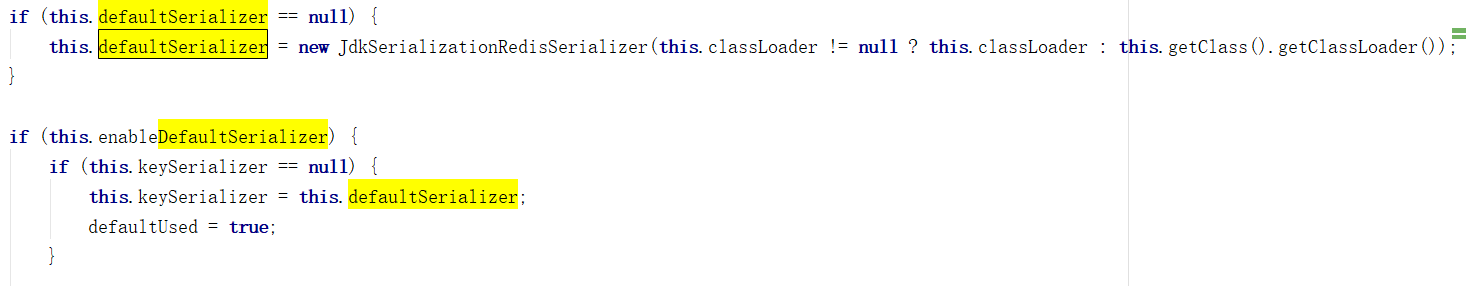 if (this.defaultSerializer == null) {
    this.defaultSerializer = new JdkSerializationRedisSerializer(this.classLoader != null ? this.classLoader : this.getClass().getClassLoader());
}

if (this.enableDefaultSerializer) {
    if (this.keySerializer == null) {
        this.keySerializer = this.defaultSerializer;
        defaultUsed = true;
    }